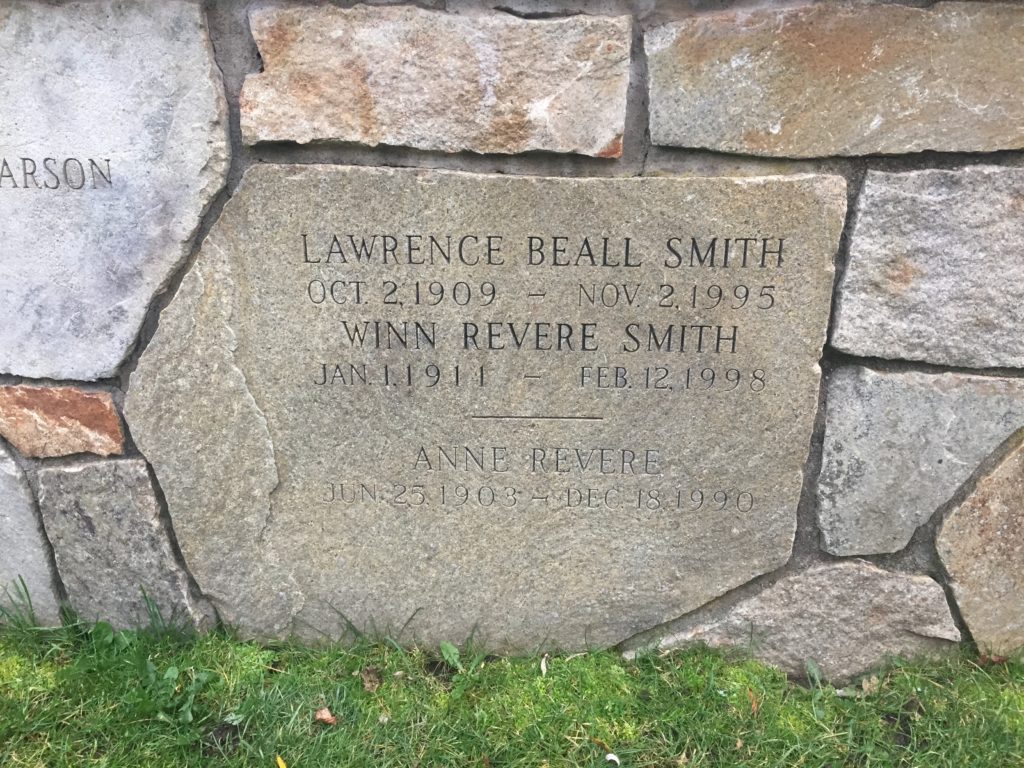 ARSON
LAWRENCE BEALL SMITH
OCT. 2, 1909 – NOV. 2, 1995
WINN REVERE SMITH
JAN. 1, 1911 – FEB. 12, 1998
ANNE REVERE
JUN. 25. 1903 – DEC. 18. 1990